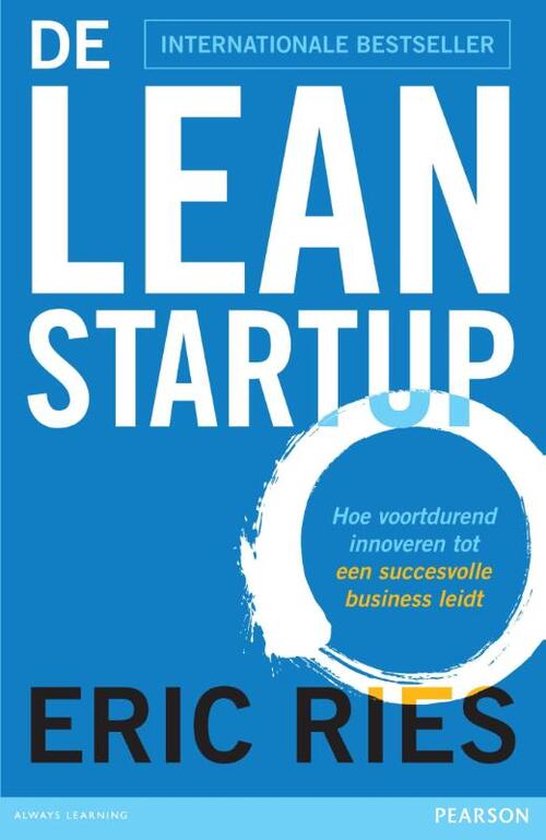 DE
INTERNATIONALE BESTSELLER
LEAN
STARTUP
Hoe voortdurend
innoveren tot
een succesvolle
business leidt
ERIC RIES
ALWAYS LEARNING
PEARSON